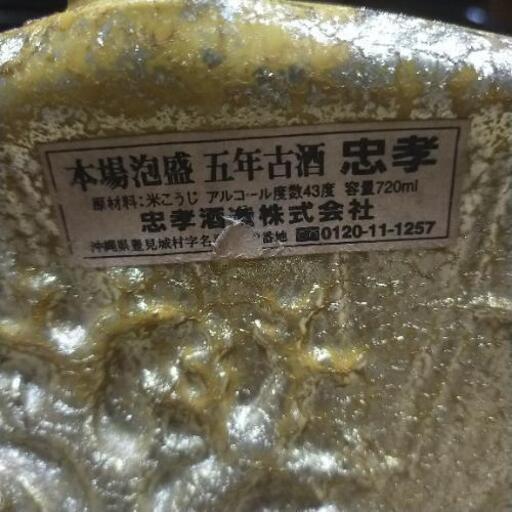 本場泡盛 五年古酒 忠孝
原材料:米こうじ アルコール度数43度 容量720ml
忠孝酒造株式会社
沖縄県豊見城村字名 番地 0120-11-1257